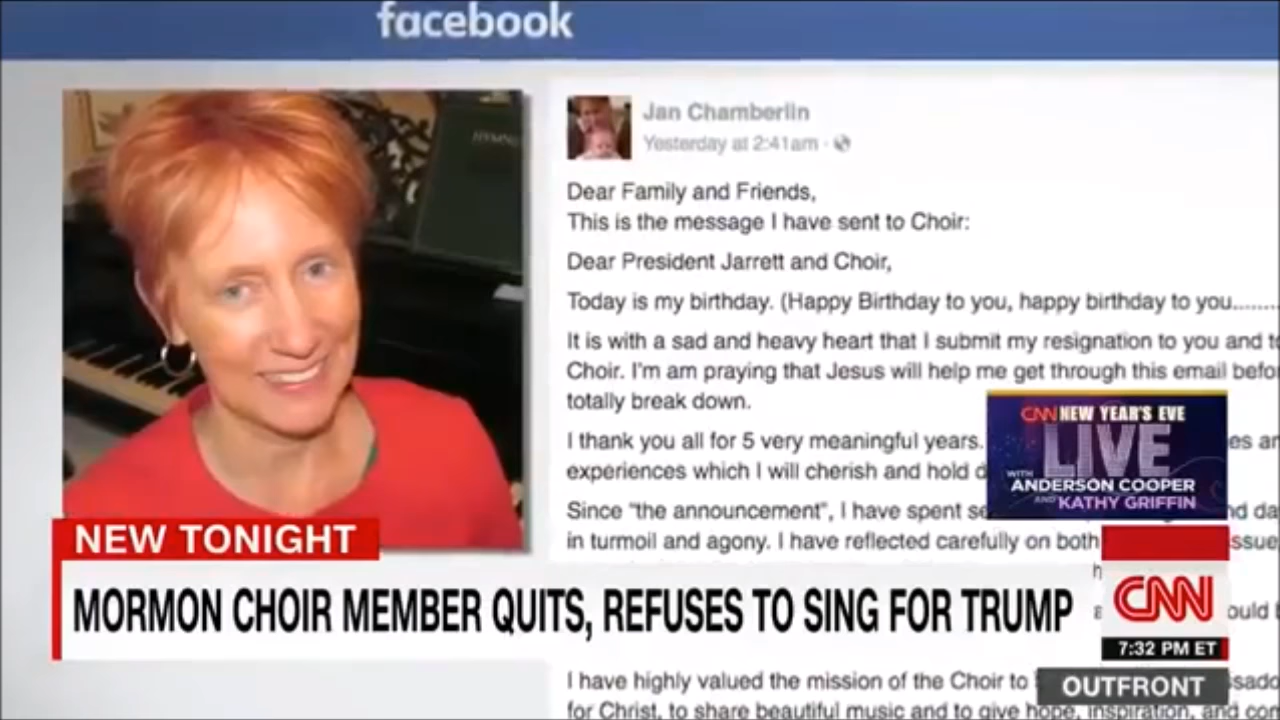 facebook
HYMNS
Jan Chamberlin
Yesterday at 2:41am ·
Dear Family and Friends,
This is the message I have sent to Choir:
Dear President Jarrett and Choir,
Today is my birthday. (Happy Birthday to you, happy birthday to you.......
It is with a sad and heavy heart that I submit my resignation to you and
Choir. I'm am praying that Jesus will help me get through this email
totally break down.
I thank you all for 5 very meaningful years.
experiences which I will cherish and hold
Since "the announcement", I have spent
in turmoil and agony. I have reflected carefully on both
I have highly valued the mission of the Choir to
for Christ, to share beautiful music and to give hope, inspiration, and
CNN NEW YEAR'S EVE
LIVE
WITH
ANDERSON COOPER
AND KATHY GRIFFIN
NEW TONIGHT
MORMON CHOIR MEMBER QUITS, REFUSES TO SING FOR TRUMP
CNN
7:32 PM ET
OUTFRONT